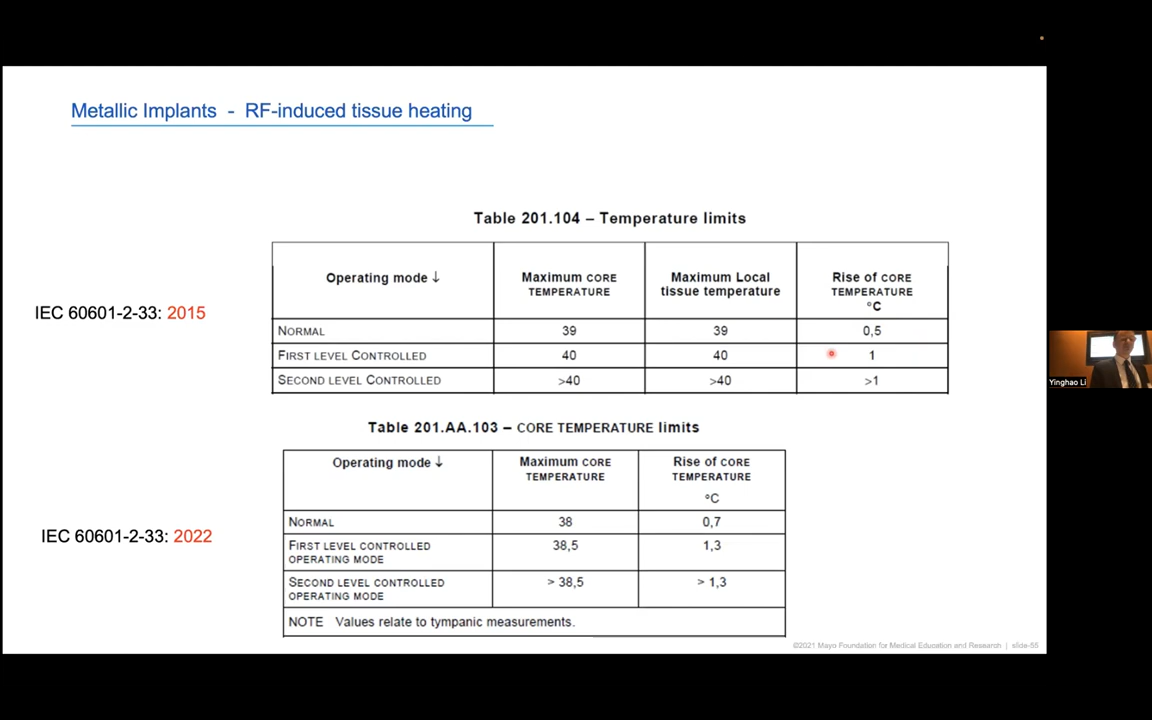 Metallic Implants - RF-induced tissue heating
Table 201.104 – Temperature limits
Operating mode ↓ Maximum CORE TEMPERATURE Maximum Local tissue temperature Rise of CORE TEMPERATURE °C
NORMAL 39 39 0,5
FIRST LEVEL CONTROLLED 40 40 1
SECOND LEVEL CONTROLLED >40 >40 >1
IEC 60601-2-33: 2015
Table 201.AA.103 – CORE TEMPERATURE limits
Operating mode ↓ Maximum CORE TEMPERATURE Rise of CORE TEMPERATURE °C
NORMAL 38 0,7
FIRST LEVEL CONTROLLED OPERATING MODE 38,5 1,3
SECOND LEVEL CONTROLLED OPERATING MODE > 38,5 > 1,3
NOTE Values relate to tympanic measurements.
IEC 60601-2-33: 2022
©2021 Mayo Foundation for Medical Education and Research | slide-55
Yinghao Li